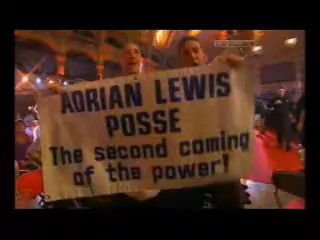 ADRIAN LEWIS
POSSE
The second coming
of the power!